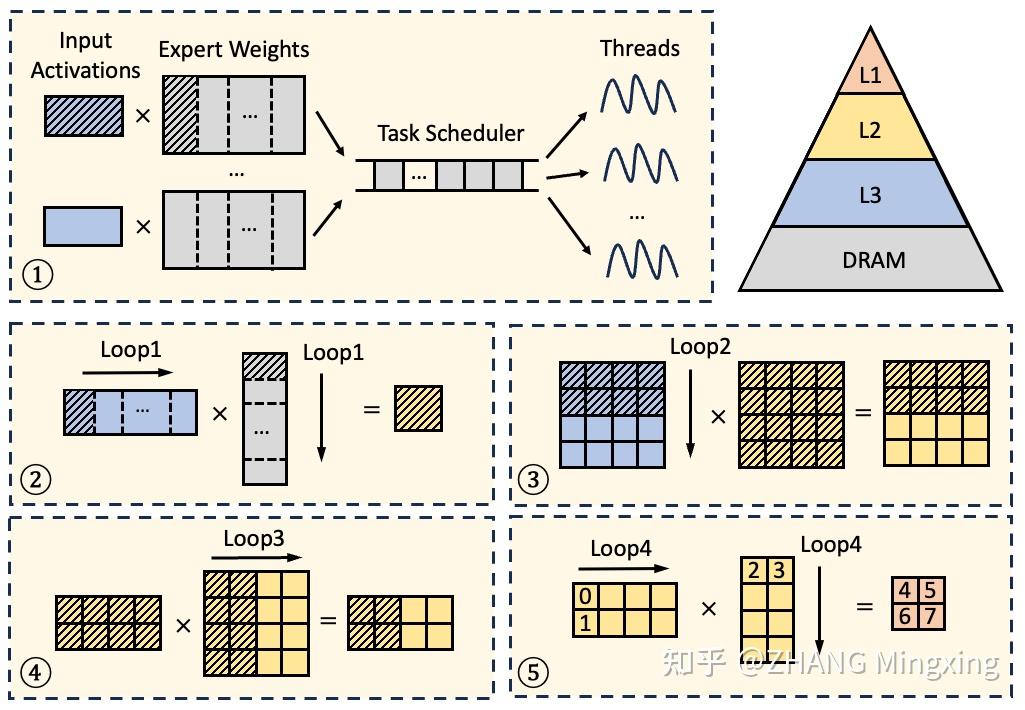 Input
Activations
Expert Weights
Threads
×
...
...
Task Scheduler
...
×
...
...
①
L1
L2
L3
DRAM
Loop1
Loop1
...
×
...
=
②
Loop2
×
=
③
Loop3
×
=
④
Loop4
Loop4
0
1
×
2 3
=
4 5
6 7
⑤
知乎 @ZHANG Mingxing